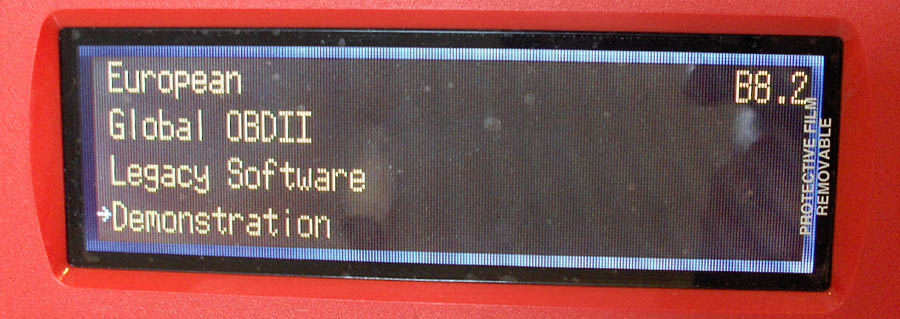 European B8.2
Global OBDII
Legacy Software
→Demonstration
PROTECTIVE FILM
REMOVABLE